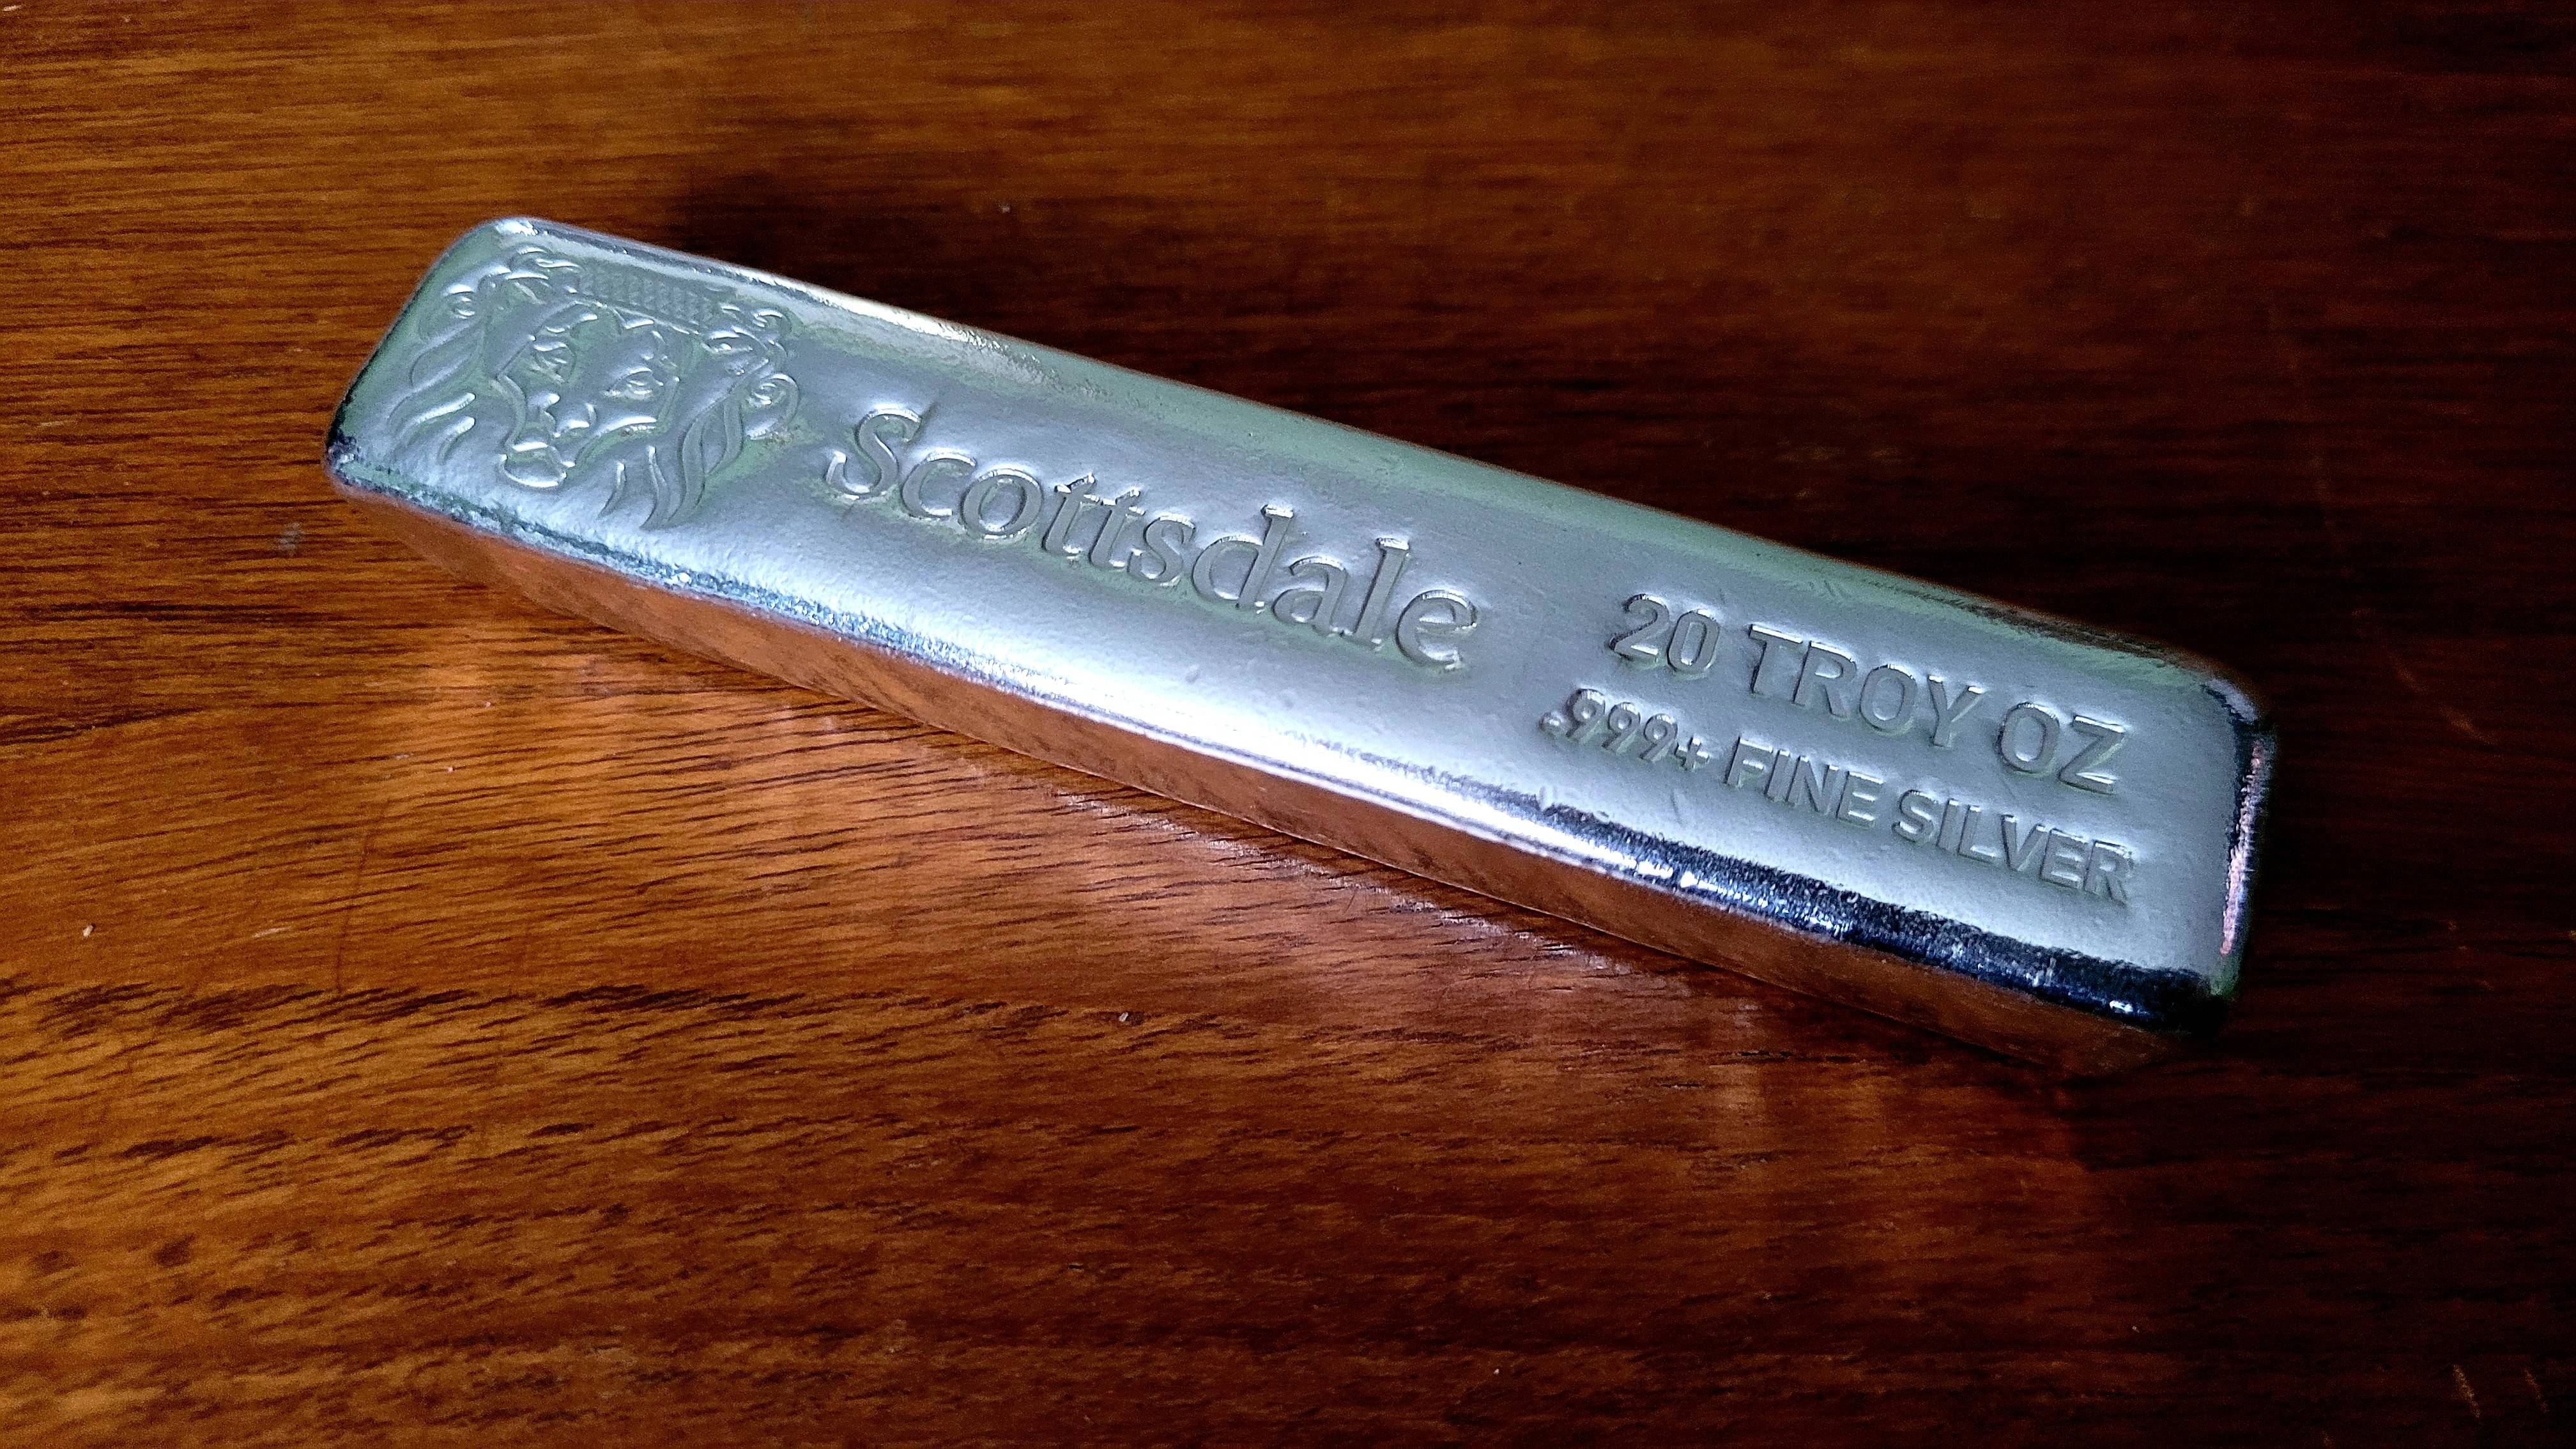 Scottsdale
20 TROY OZ
.999+ FINE SILVER